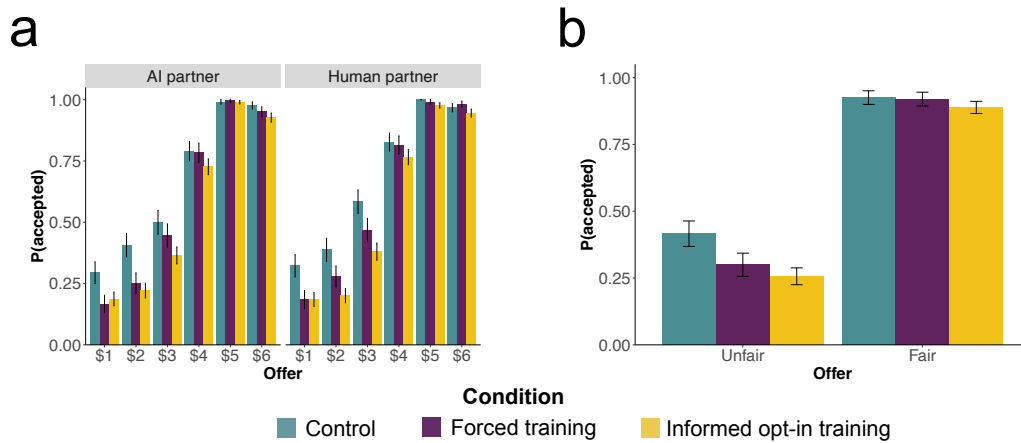 a
AI partner
Human partner
P(accepted)
1.00
0.75
0.50
0.25
0.00
$1 $2 $3 $4 $5 $6
$1 $2 $3 $4 $5 $6
Offer
b
P(accepted)
1.00
0.75
0.50
0.25
0.00
Unfair
Fair
Offer
Condition
Control
Forced training
Informed opt-in training